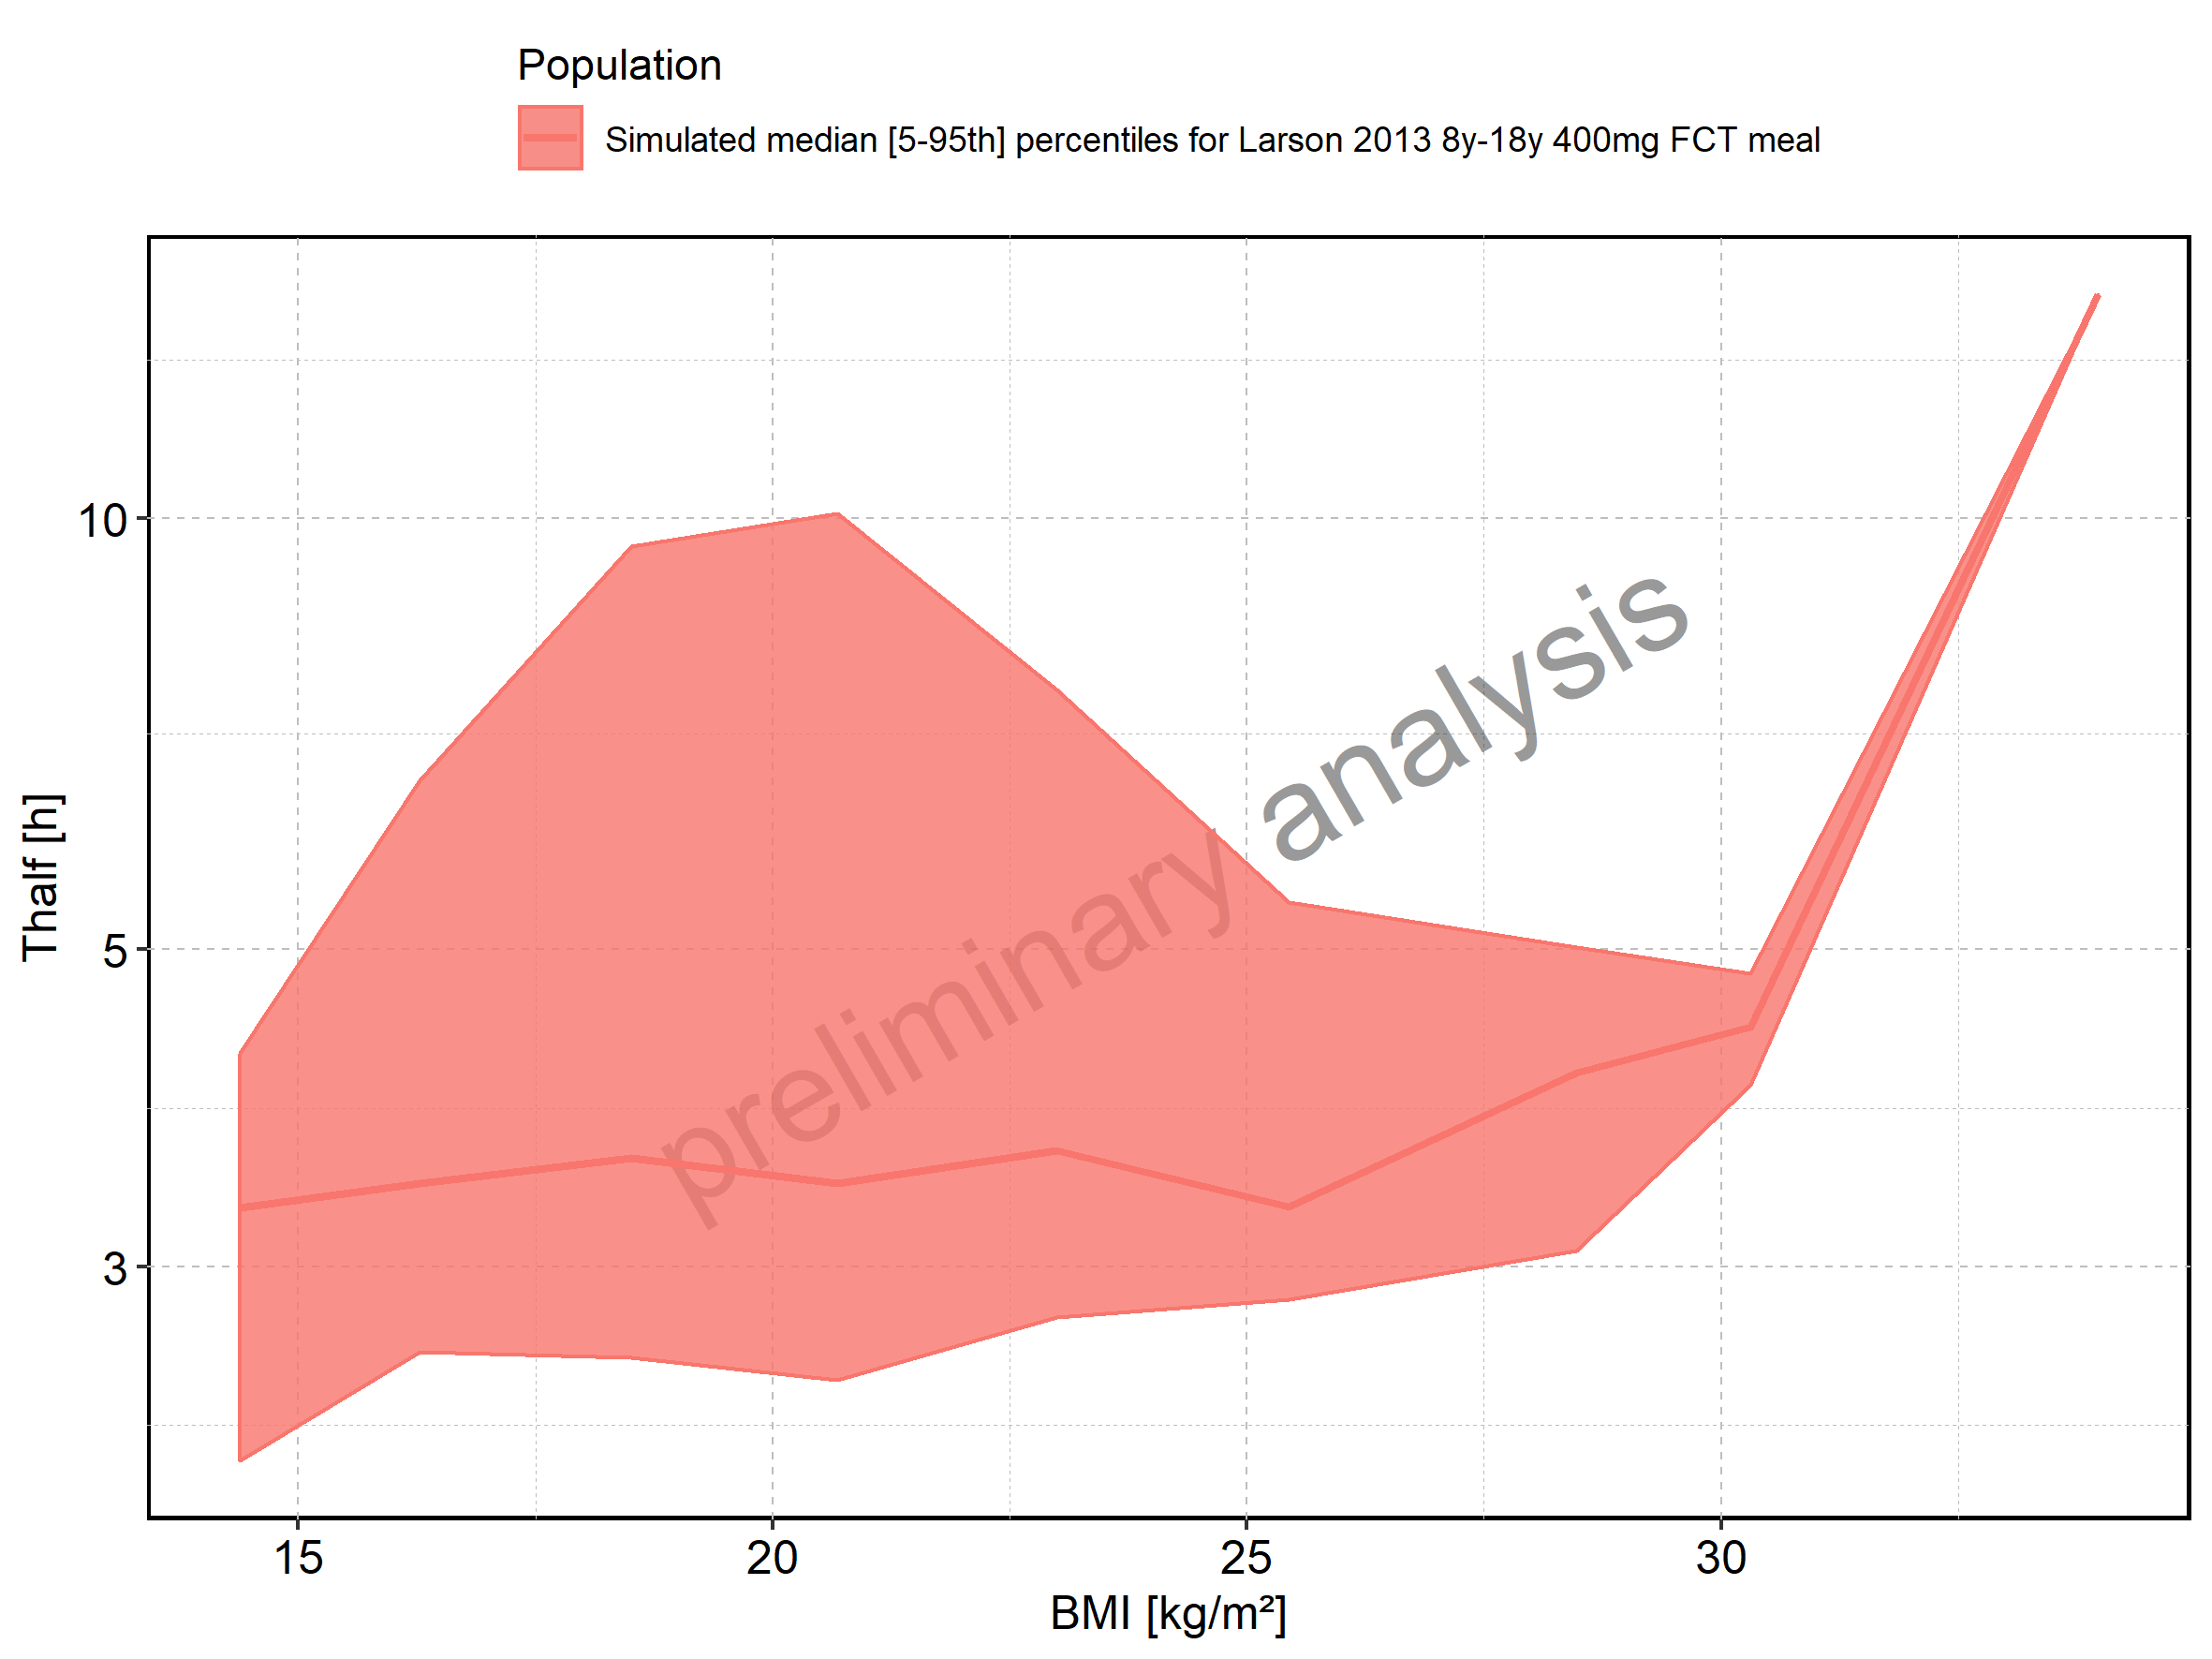 Population
Simulated median [5-95th] percentiles for Larson 2013 8y-18y 400mg FCT meal
10
5
3
Thalf [h]
preliminary analysis
15 20 25 30
BMI [kg/m²]